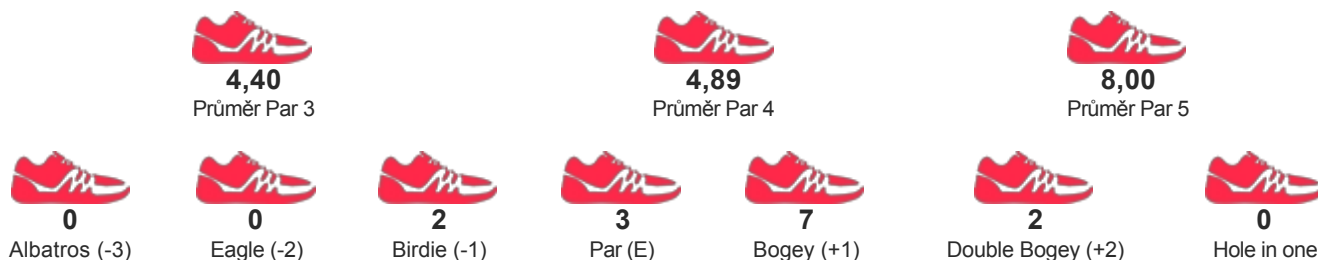 4,40 4,89 8,00
Průměr Par 3 Průměr Par 4 Průměr Par 5
0 0 2 3 7 2 0
Albatros (-3) Eagle (-2) Birdie (-1) Par (E) Bogey (+1) Double Bogey (+2) Hole in one